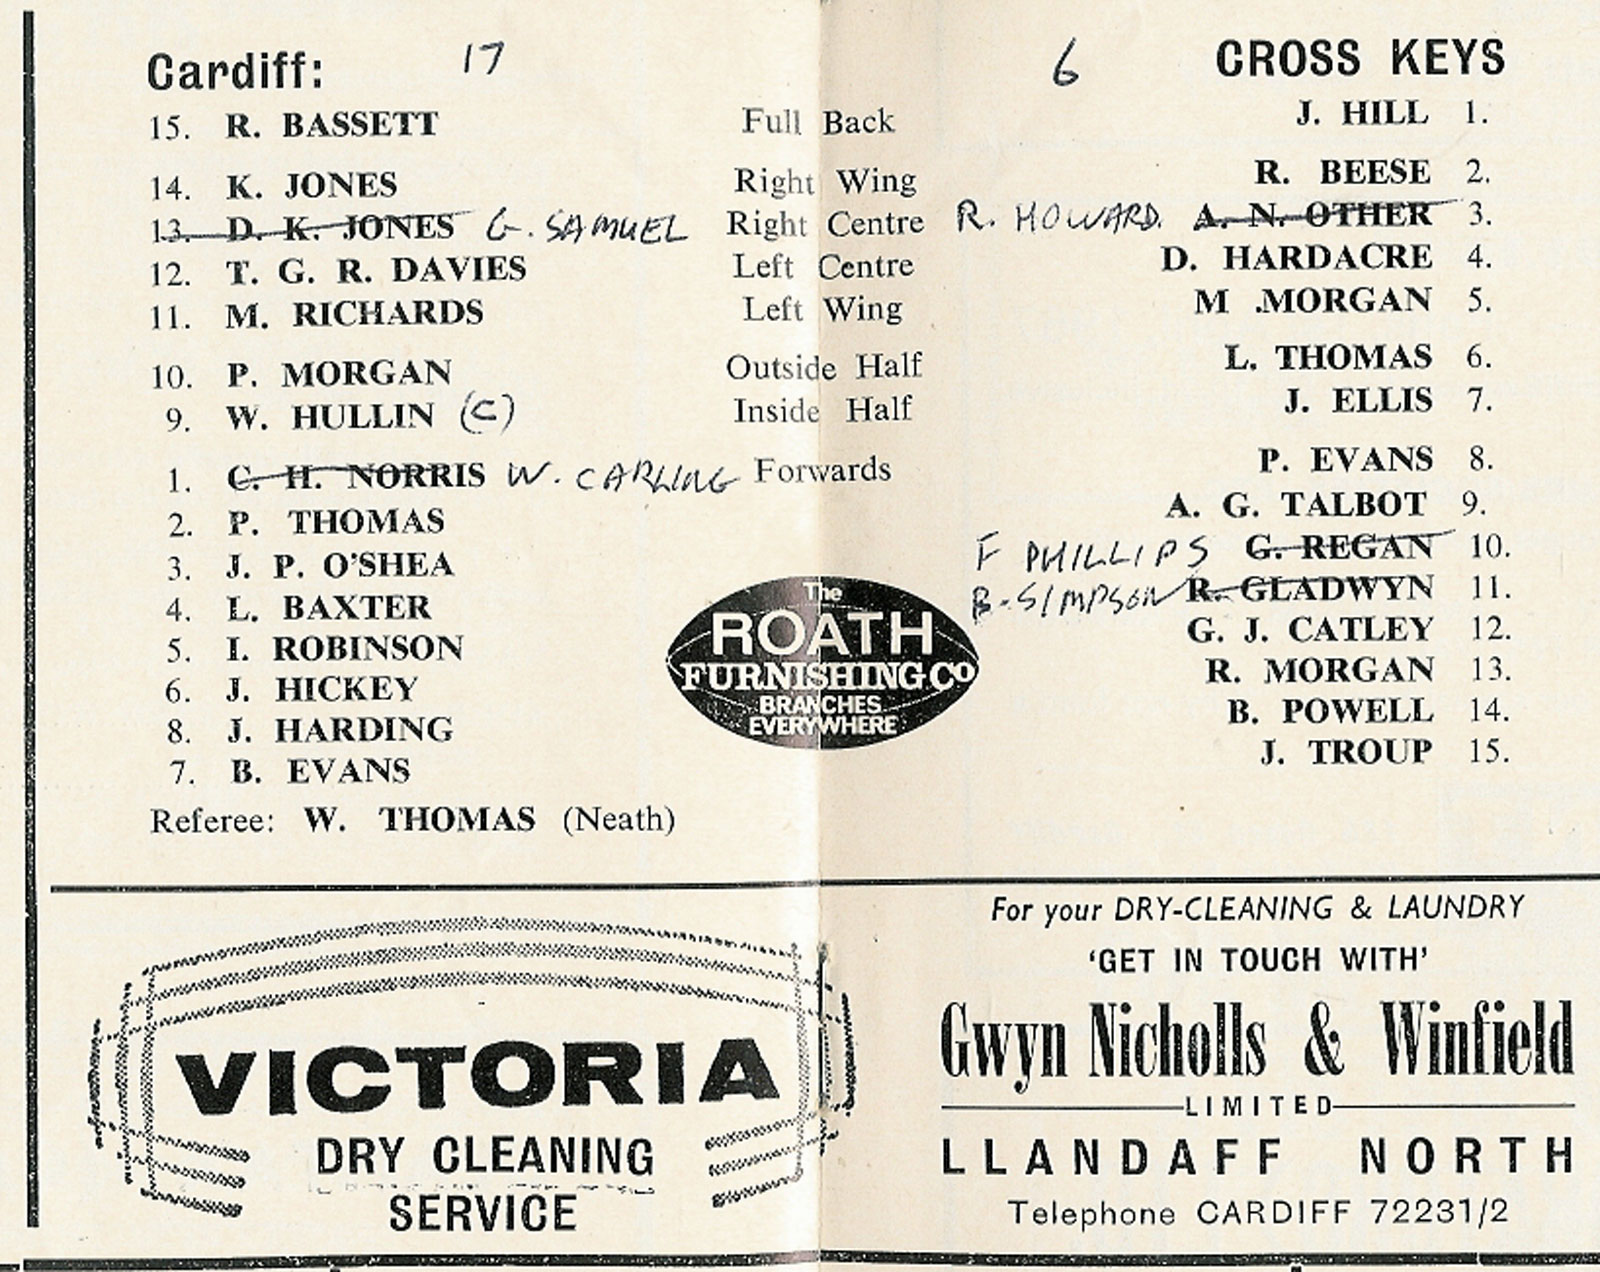 Cardiff: 17 6 CROSS KEYS
15. R. BASSETT Full Back J. HILL 1.
14. K. JONES Right Wing R. BEESE 2.
13. D. K. JONES G. SAMUEL Right Centre R. HOWARD. A. N. OTHER 3.
12. T. G. R. DAVIES Left Centre D. HARDACRE 4.
11. M. RICHARDS Left Wing M .MORGAN 5.
10. P. MORGAN Outside Half L. THOMAS 6.
9. W. HULLIN (C) Inside Half J. ELLIS 7.
1. C. H. NORRIS W. CARLING Forwards P. EVANS 8.
2. P. THOMAS A. G. TALBOT 9.
3. J. P. O'SHEA F PHILLIPS G. REGAN 10.
4. L. BAXTER B. SIMPSON R. GLADWYN 11.
5. I. ROBINSON G. J. CATLEY 12.
6. J. HICKEY R. MORGAN 13.
8. J. HARDING B. POWELL 14.
7. B. EVANS J. TROUP 15.
The
ROATH
FURNISHING CO
BRANCHES
EVERYWHERE
Referee: W. THOMAS (Neath)
VICTORIA
DRY CLEANING
SERVICE
For your DRY-CLEANING & LAUNDRY
'GET IN TOUCH WITH'
Gwyn Nicholls & Winfield
LIMITED
LLANDAFF NORTH
Telephone CARDIFF 72231/2